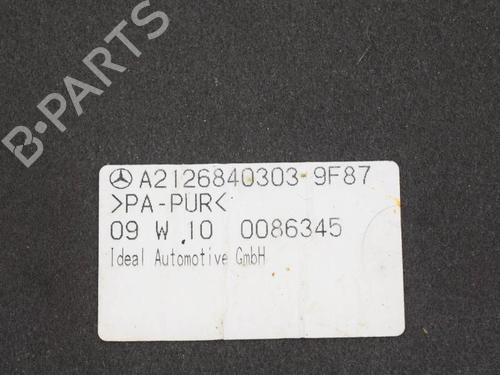 B-PARTS
A2126840303 9F87
>PA-PUR<
09 W .10 0086345
Ideal Automotive GmbH